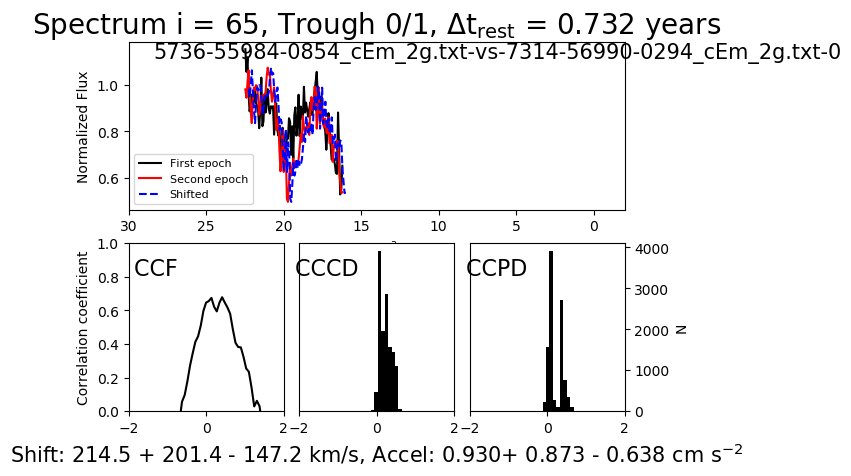 Spectrum i = 65, Trough 0/1, Δt_rest = 0.732 years
5736-55984-0854_cEm_2g.txt-vs-7314-56990-0294_cEm_2g.txt-0
Normalized Flux
1.0
0.8
0.6
First epoch
Second epoch
Shifted
30 25 20 15 10 5 0
Correlation coefficient
1.0
0.8
0.6
0.4
0.2
0.0
CCF
CCCD
CCPD
4000
3000
2000
1000
0
N
−2 0 2
−2 0 2
−2 0 2
Shift: 214.5 + 201.4 - 147.2 km/s, Accel: 0.930+ 0.873 - 0.638 cm s⁻²